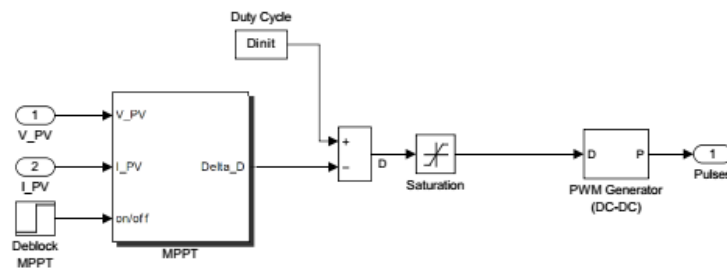 Duty Cycle
Dinit
1
V_PV
V_PV
2
I_PV
I_PV
Delta_D
on/off
Deblock
MPPT
MPPT
+
−
D
Saturation
D
P
PWM Generator
(DC-DC)
1
Pulses